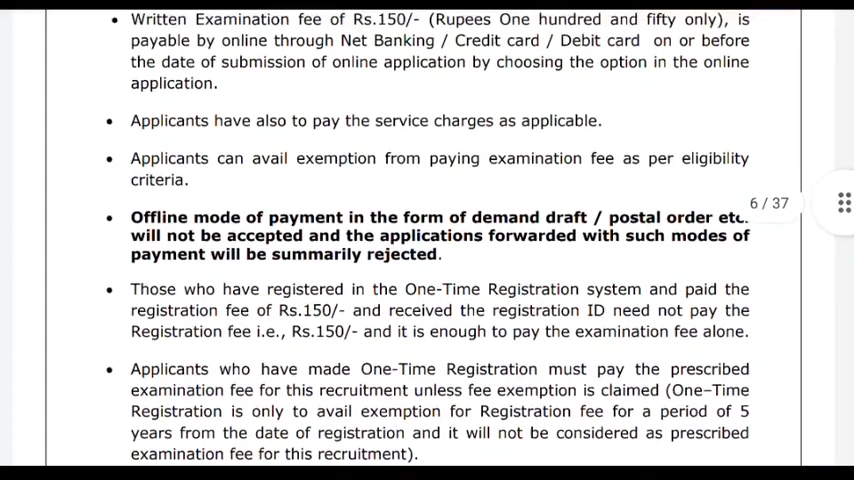 • Written Examination fee of Rs.150/- (Rupees One hundred and fifty only), is
payable by online through Net Banking / Credit card / Debit card on or before
the date of submission of online application by choosing the option in the online
application.
• Applicants have also to pay the service charges as applicable.
• Applicants can avail exemption from paying examination fee as per eligibility
criteria.
6 / 37
• Offline mode of payment in the form of demand draft / postal order etc.
will not be accepted and the applications forwarded with such modes of
payment will be summarily rejected.
• Those who have registered in the One-Time Registration system and paid the
registration fee of Rs.150/- and received the registration ID need not pay the
Registration fee i.e., Rs.150/- and it is enough to pay the examination fee alone.
• Applicants who have made One-Time Registration must pay the prescribed
examination fee for this recruitment unless fee exemption is claimed (One–Time
Registration is only to avail exemption for Registration fee for a period of 5
years from the date of registration and it will not be considered as prescribed
examination fee for this recruitment).